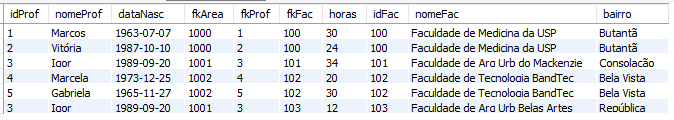 idProf nomeProf dataNasc fkArea fkProf fkFac horas idFac nomeFac bairro
1 Marcos 1963-07-07 1000 1 100 30 100 Faculdade de Medicina da USP Butantã
2 Vitória 1987-10-10 1000 2 100 24 100 Faculdade de Medicina da USP Butantã
3 Igor 1989-09-20 1001 3 101 34 101 Faculdade de Arq Urb do Mackenzie Consolacão
4 Marcela 1973-12-25 1002 4 102 20 102 Faculdade de Tecnologia BandTec Bela Vista
5 Gabriela 1965-11-27 1002 5 102 30 102 Faculdade de Tecnologia BandTec Bela Vista
3 Igor 1989-09-20 1001 3 103 12 103 Faculdade de Arq Urb Belas Artes República